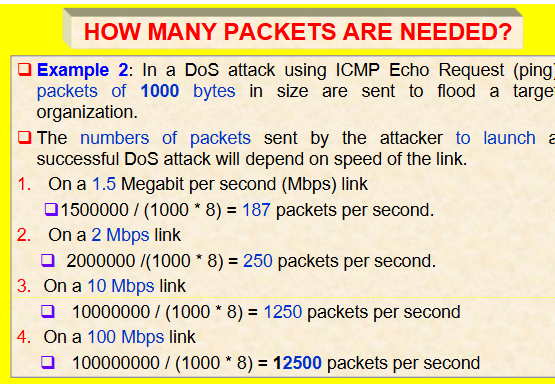 HOW MANY PACKETS ARE NEEDED?
Example 2: In a DoS attack using ICMP Echo Request (ping)
packets of 1000 bytes in size are sent to flood a targe
organization.
The numbers of packets sent by the attacker to launch a
successful DoS attack will depend on speed of the link.
1. On a 1.5 Megabit per second (Mbps) link
1500000 / (1000 * 8) = 187 packets per second.
2. On a 2 Mbps link
2000000 /(1000 * 8) = 250 packets per second.
3. On a 10 Mbps link
10000000 / (1000 * 8) = 1250 packets per second
4. On a 100 Mbps link
100000000 / (1000 * 8) = 12500 packets per second